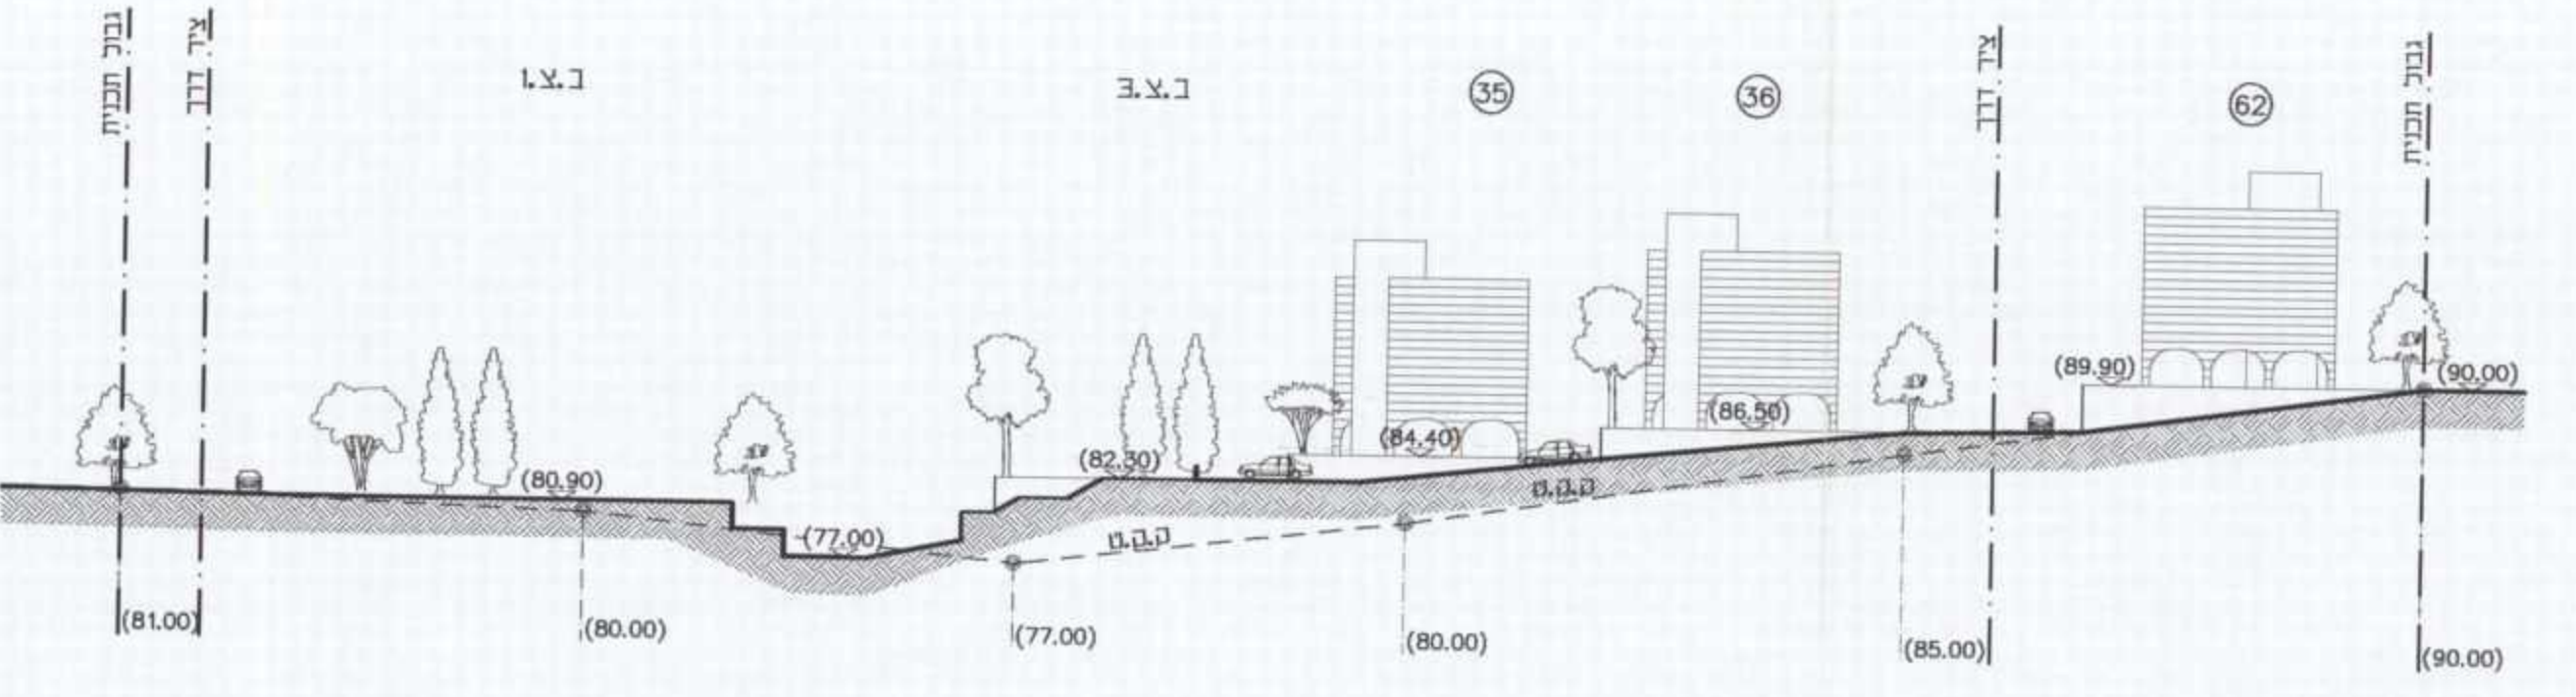 גבול תכנית
ציר דרך
35
36
ציר דרך
62
גבול תכנית
(80.90)
(77.00)
(82.30)
(84.40)
(86.50)
(89.90)
(90.00)
ק.ק.ט
ק.ק.ט
(81.00)
(80.00)
(77.00)
(80.00)
(85.00)
(90.00)